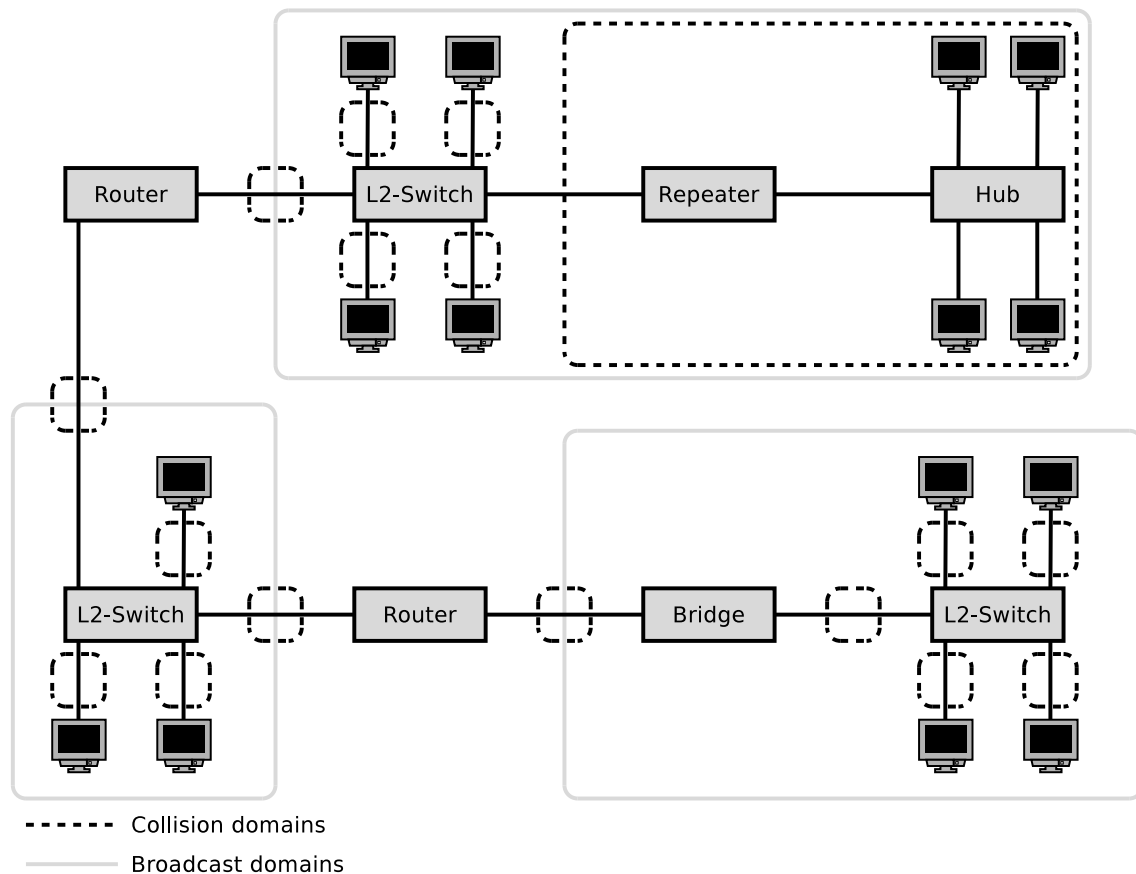 Router
L2-Switch
Repeater
Hub
L2-Switch
Router
Bridge
L2-Switch
Collision domains
Broadcast domains